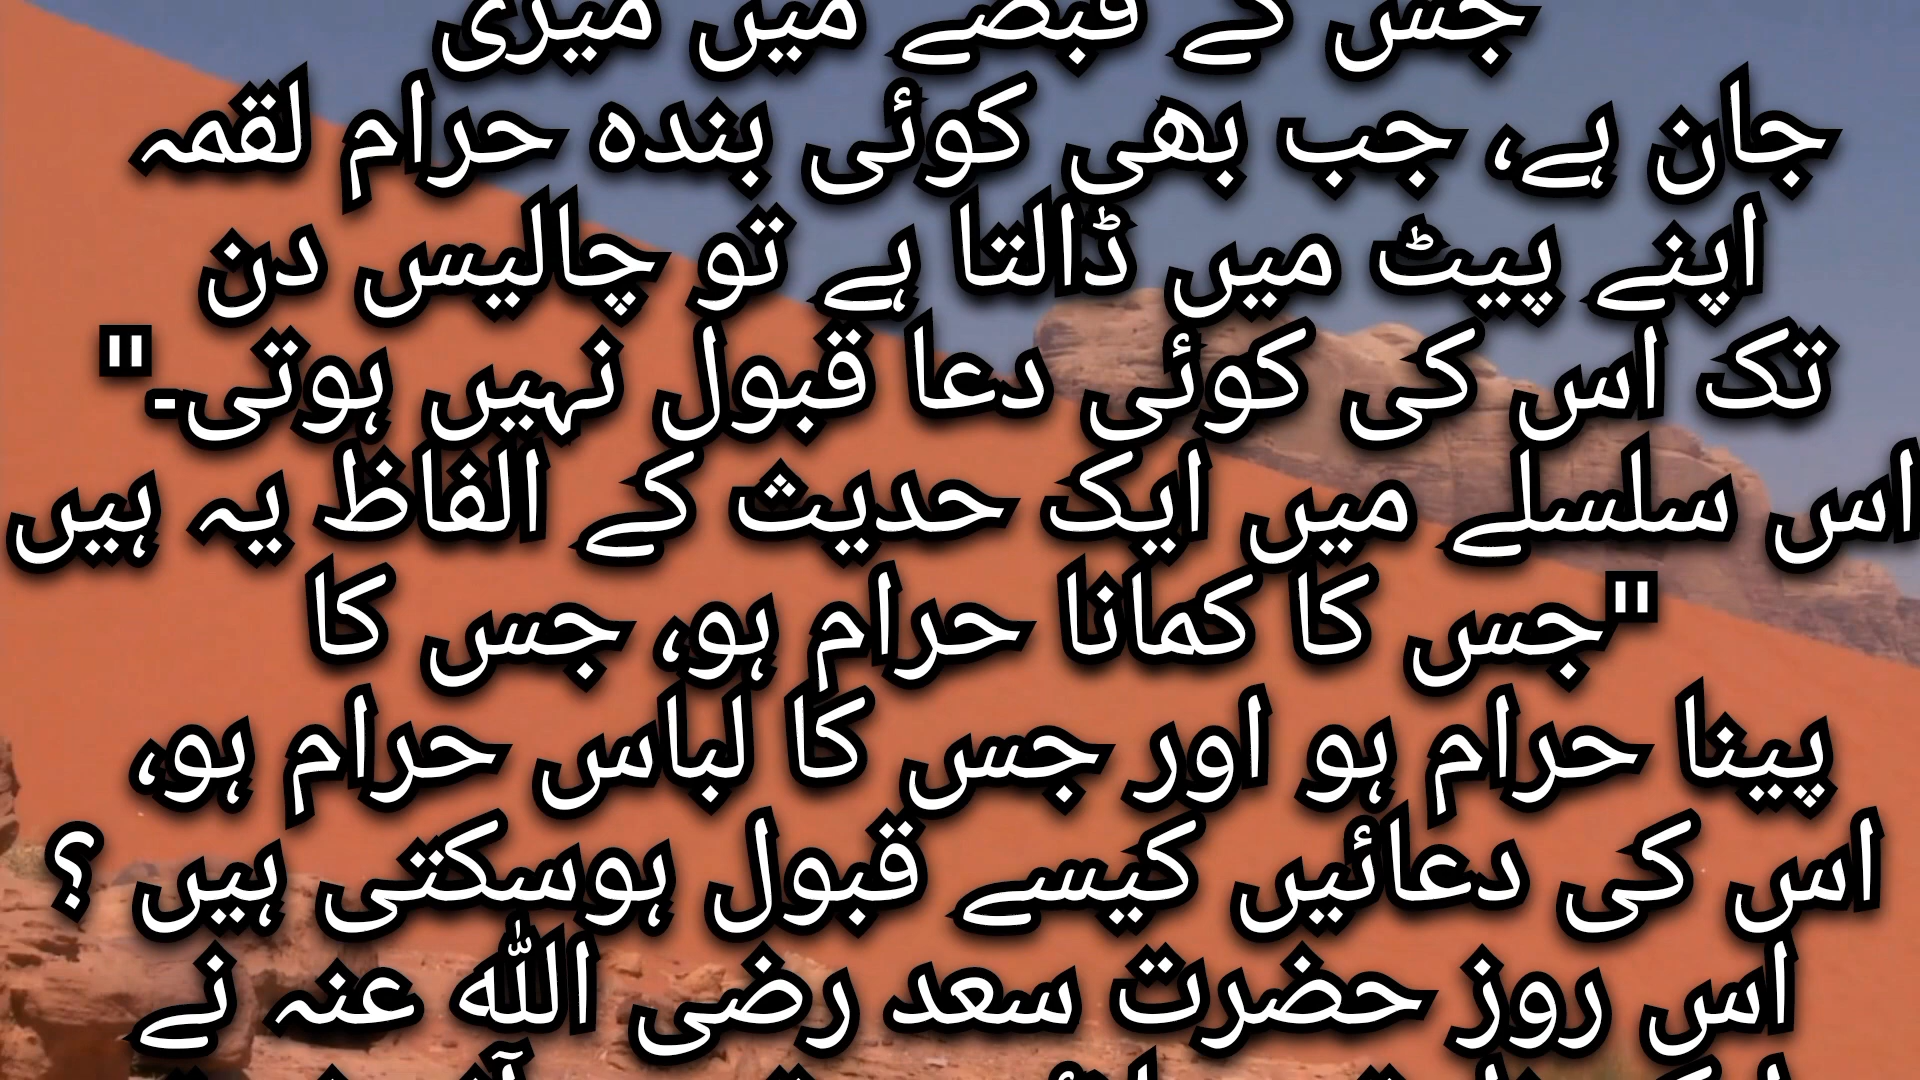 جس کے قبضے میں میری
جان ہے، جب بھی کوئی بندہ حرام لقمہ
اپنے پیٹ میں ڈالتا ہے تو چالیس دن
تک اس کی کوئی دعا قبول نہیں ہوتی۔"
اس سلسلے میں ایک حدیث کے الفاظ یہ ہیں
"جس کا کمانا حرام ہو، جس کا
پینا حرام ہو اور جس کا لباس حرام ہو،
اس کی دعائیں کیسے قبول ہوسکتی ہیں ؟
اس روز حضرت سعد رضی اللہ عنہ نے